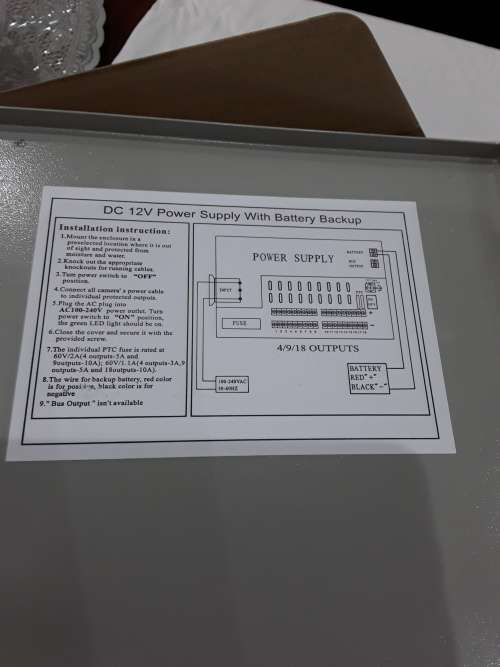 DC 12V Power Supply With Battery Backup
Installation instruction:
1.Mount the enclosure is a
preselected location where it is out
of sight and protected from
moisture and water.
2.Knock out the appropriate
knockouts for running cables.
3.Turn power switch to "OFF"
position.
4.Connect all camera' s power cable
to individual protected outputs.
5.Plug the AC plug into
AC100-240V power outlet. Turn
power switch to "ON" position,
the green LED light should be on.
6.Close the cover and secure it with the
provided screw.
7.The individual PTC fuse is rated at
60V/2A(4 outputs-5A and
9outputs-10A); 60V/1.1A(4 outputs-3A,9
outputs-5A and 18outputs-10A).
8.The wire for backup battery, red color
is for positive, black color is for
negative
9." Bus Output " isn't available
POWER SUPPLY
BATTERY
BUS
OUTPUT
INPUT
FUSE
+
-
4/9/18 OUTPUTS
100-240VAC
50-60HZ
BATTERY
RED"+"
BLACK"-"